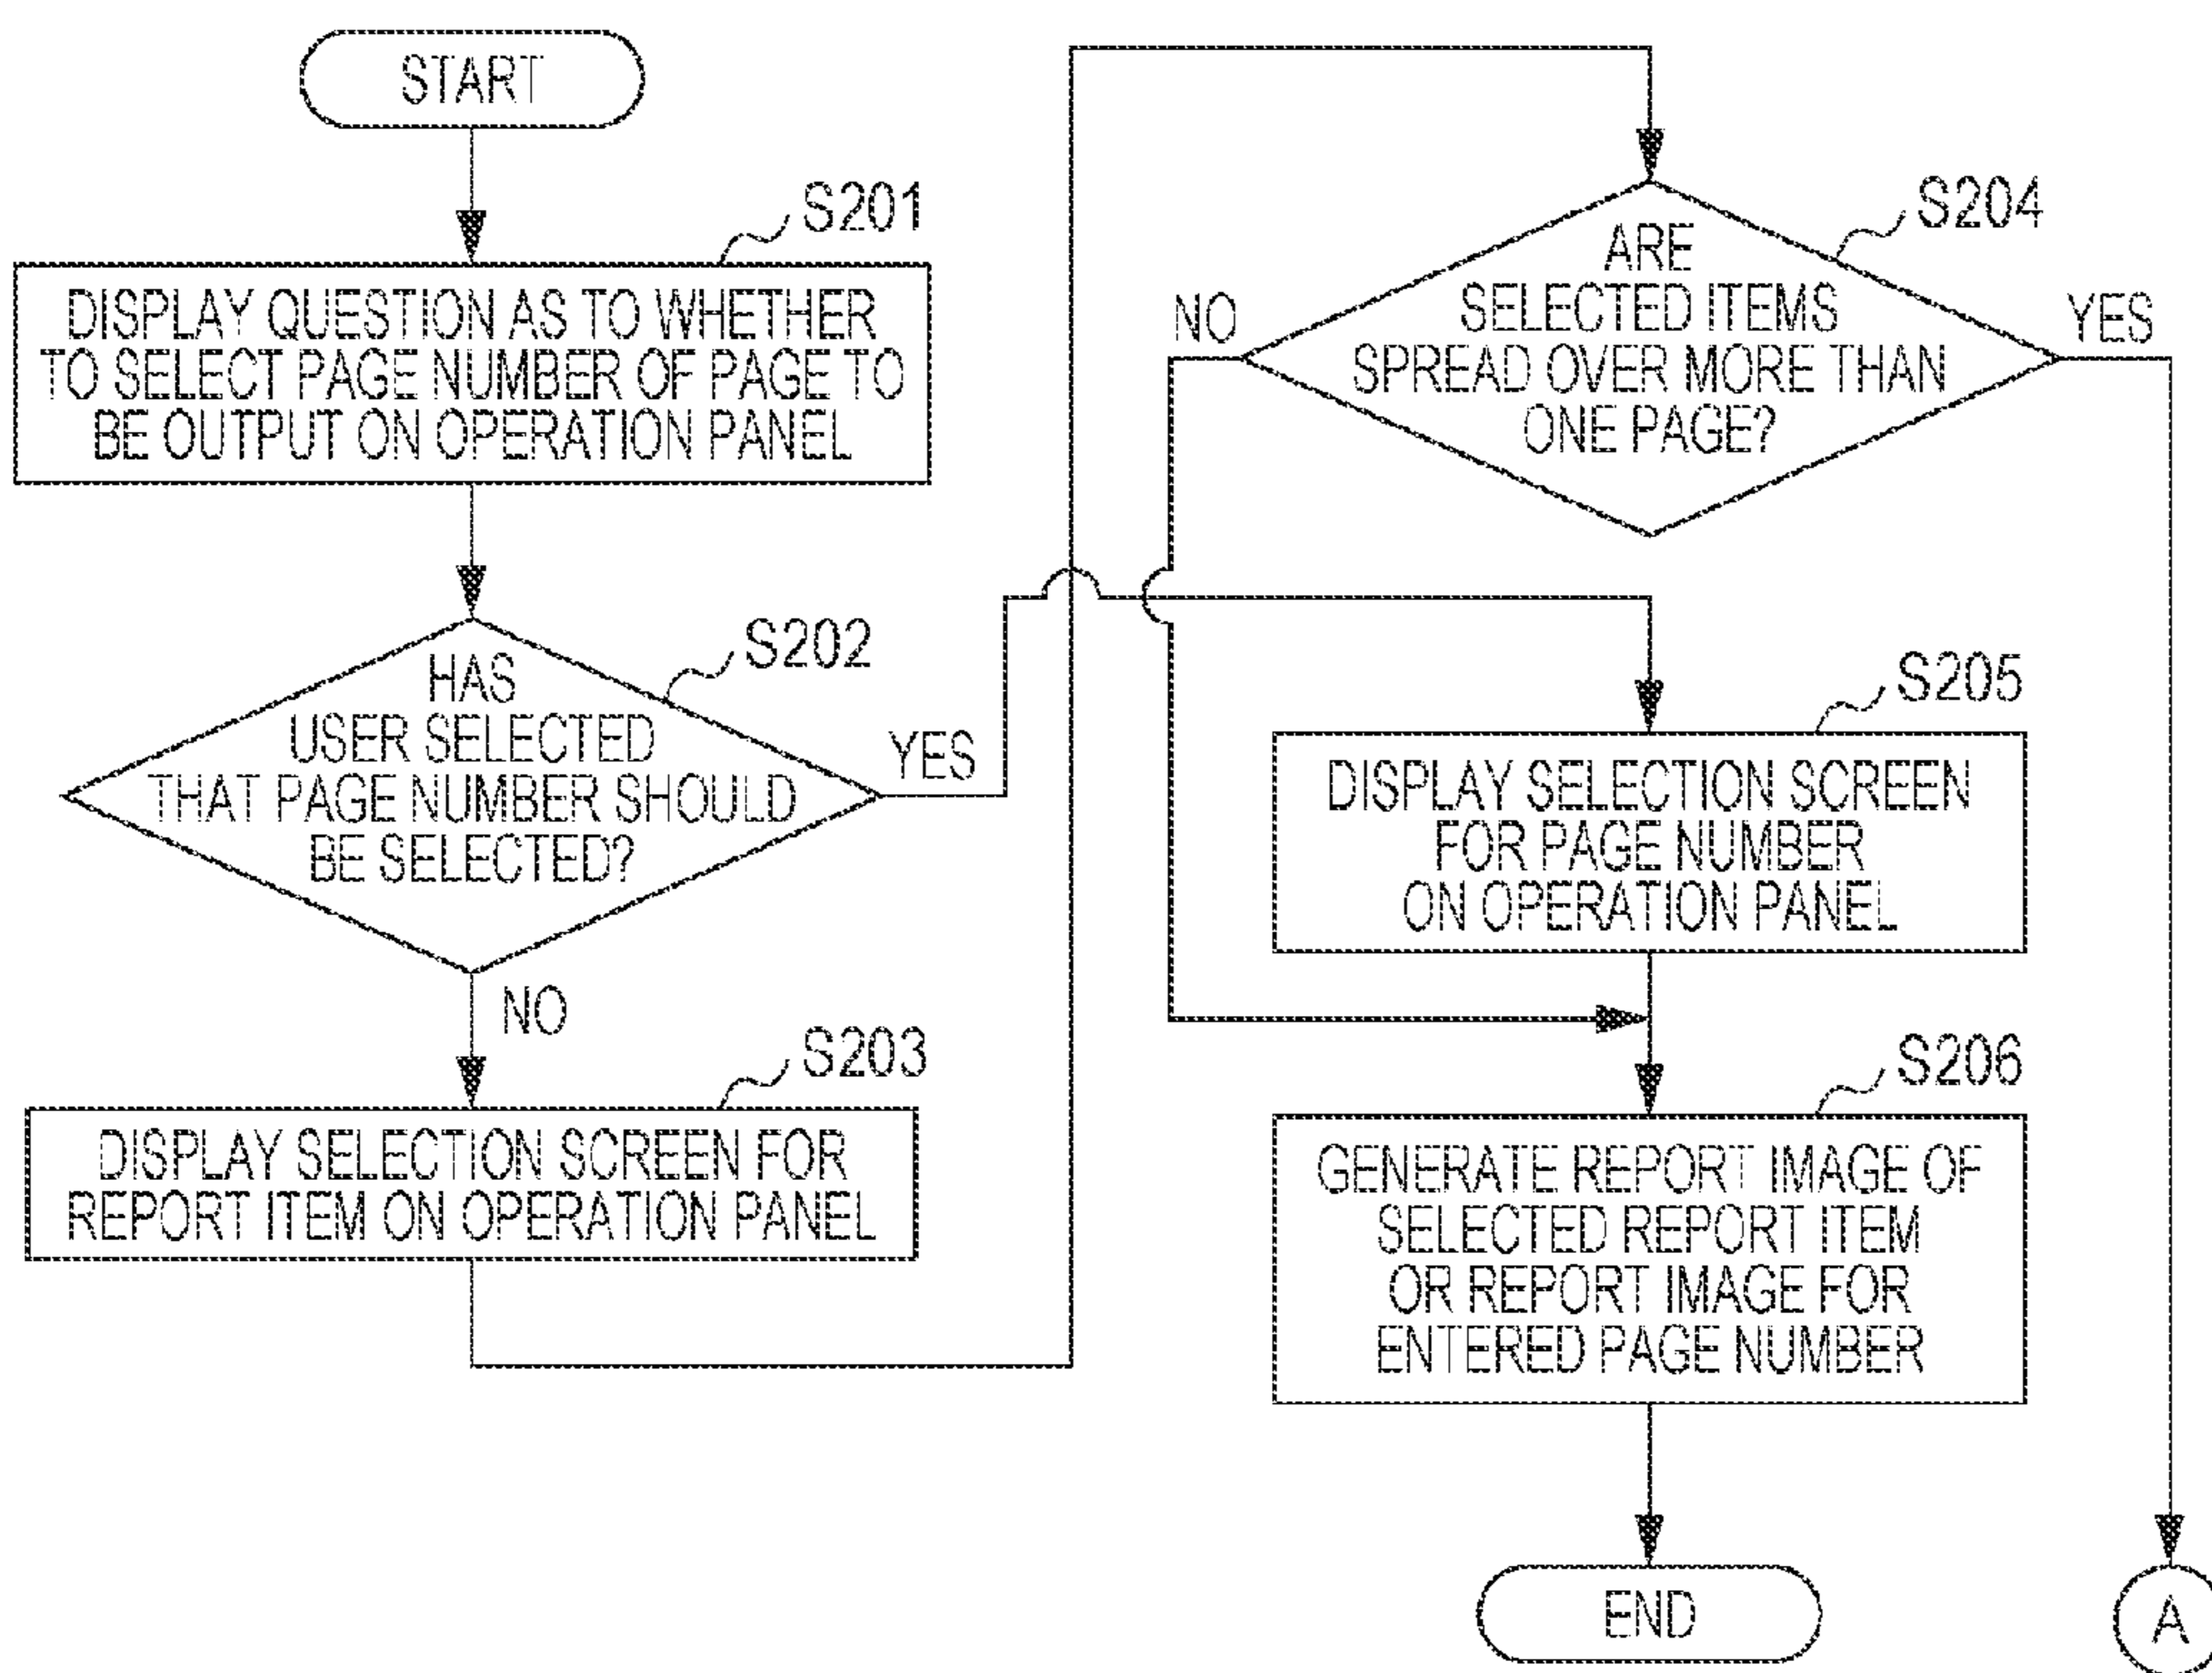 START
S201
DISPLAY QUESTION AS TO WHETHER
TO SELECT PAGE NUMBER OF PAGE TO
BE OUTPUT ON OPERATION PANEL
S202
HAS
USER SELECTED
THAT PAGE NUMBER SHOULD
BE SELECTED?
YES
NO
S203
DISPLAY SELECTION SCREEN FOR
REPORT ITEM ON OPERATION PANEL
S204
ARE
SELECTED ITEMS
SPREAD OVER MORE THAN
ONE PAGE?
NO
YES
S205
DISPLAY SELECTION SCREEN
FOR PAGE NUMBER
ON OPERATION PANEL
S206
GENERATE REPORT IMAGE OF
SELECTED REPORT ITEM
OR REPORT IMAGE FOR
ENTERED PAGE NUMBER
END
A